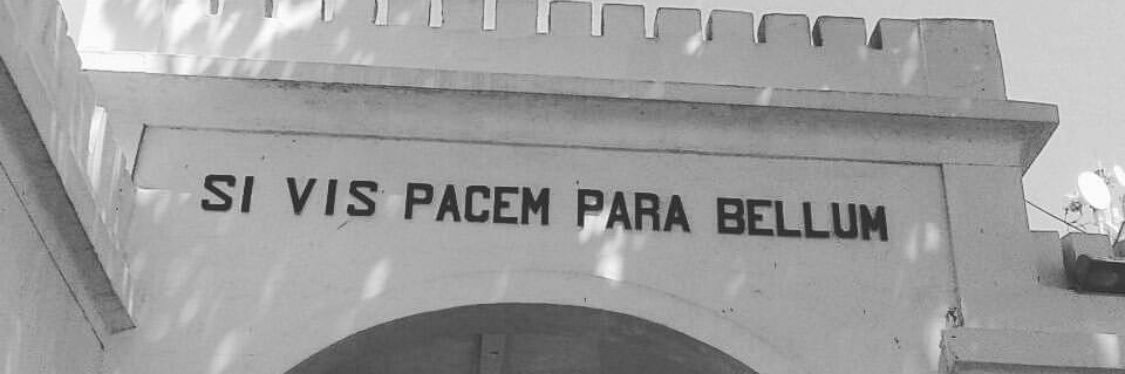 SI VIS PACEM PARA BELLUM